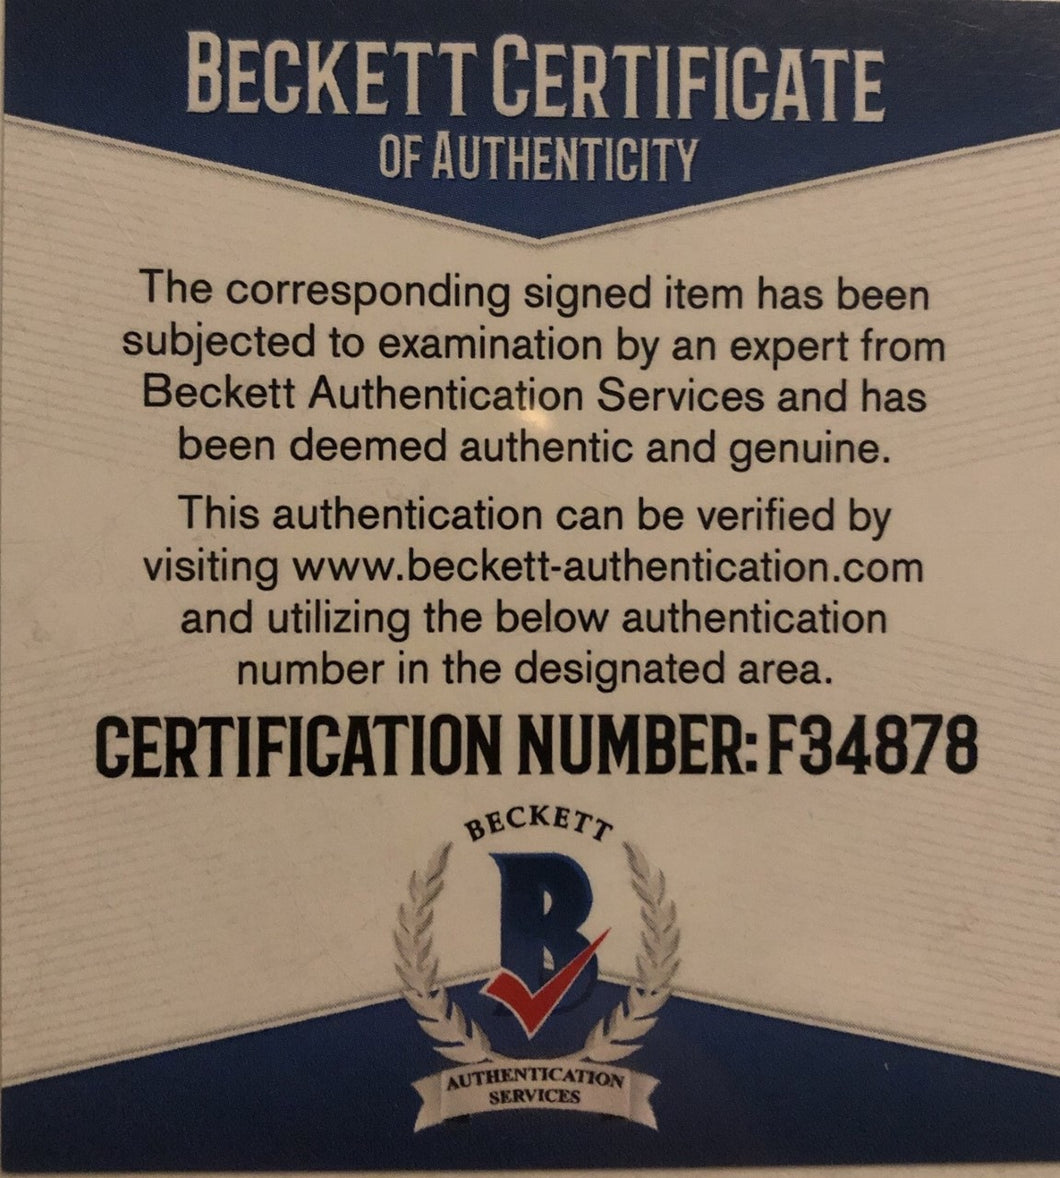 BECKETT CERTIFICATE
OF AUTHENTICITY
The corresponding signed item has been
subjected to examination by an expert from
Beckett Authentication Services and has
been deemed authentic and genuine.
This authentication can be verified by
visiting www.beckett-authentication.com
and utilizing the below authentication
number in the designated area.
CERTIFICATION NUMBER: F34878
BECKETT
B
AUTHENTICATION
SERVICES